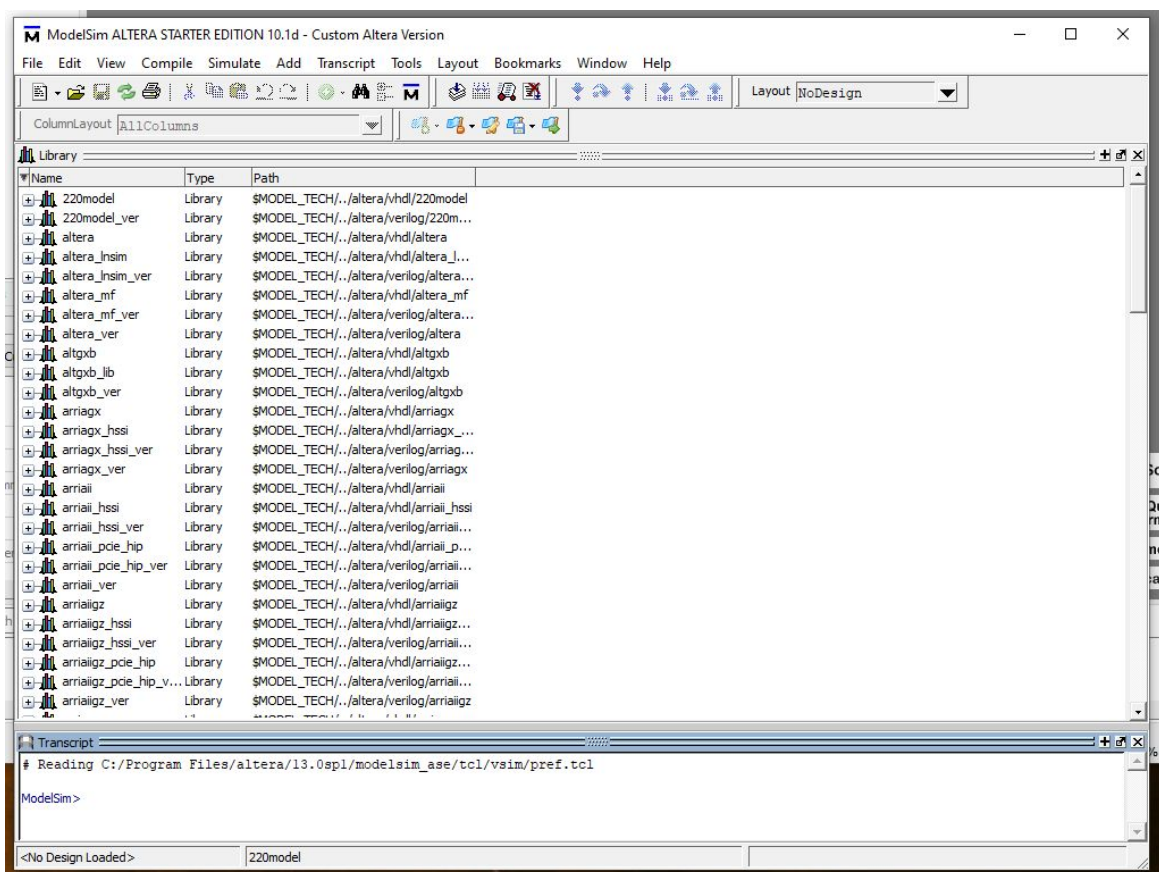 ModelSim ALTERA STARTER EDITION 10.1d - Custom Altera Version
File Edit View Compile Simulate Add Transcript Tools Layout Bookmarks Window Help
Layout NoDesign
ColumnLayout AllColumns
Library
Name Type Path
220model Library $MODEL_TECH/../altera/vhdl/220model
220model_ver Library $MODEL_TECH/../altera/verilog/220m...
altera Library $MODEL_TECH/../altera/vhdl/altera
altera_lnsim Library $MODEL_TECH/../altera/vhdl/altera_l...
altera_lnsim_ver Library $MODEL_TECH/../altera/verilog/altera...
altera_mf Library $MODEL_TECH/../altera/vhdl/altera_mf
altera_mf_ver Library $MODEL_TECH/../altera/verilog/altera...
altera_ver Library $MODEL_TECH/../altera/verilog/altera
altgxb Library $MODEL_TECH/../altera/vhdl/altgxb
altgxb_lib Library $MODEL_TECH/../altera/vhdl/altgxb
altgxb_ver Library $MODEL_TECH/../altera/verilog/altgxb
arriagx Library $MODEL_TECH/../altera/vhdl/arriagx
arriagx_hssi Library $MODEL_TECH/../altera/vhdl/arriagx_...
arriagx_hssi_ver Library $MODEL_TECH/../altera/verilog/arriag...
arriagx_ver Library $MODEL_TECH/../altera/verilog/arriagx
arriaii Library $MODEL_TECH/../altera/vhdl/arriaii
arriaii_hssi Library $MODEL_TECH/../altera/vhdl/arriaii_hssi
arriaii_hssi_ver Library $MODEL_TECH/../altera/verilog/arriaii...
arriaii_pcie_hip Library $MODEL_TECH/../altera/vhdl/arriaii_p...
arriaii_pcie_hip_ver Library $MODEL_TECH/../altera/verilog/arriaii...
arriaii_ver Library $MODEL_TECH/../altera/verilog/arriaii
arriaiigz Library $MODEL_TECH/../altera/vhdl/arriaiigz
arriaiigz_hssi Library $MODEL_TECH/../altera/vhdl/arriaiigz...
arriaiigz_hssi_ver Library $MODEL_TECH/../altera/verilog/arriaii...
arriaiigz_pcie_hip Library $MODEL_TECH/../altera/vhdl/arriaiigz...
arriaiigz_pcie_hip_v... Library $MODEL_TECH/../altera/verilog/arriaii...
arriaiigz_ver Library $MODEL_TECH/../altera/verilog/arriaiigz
Transcript
# Reading C:/Program Files/altera/13.0sp1/modelsim_ase/tcl/vsim/pref.tcl
ModelSim>
<No Design Loaded> 220model